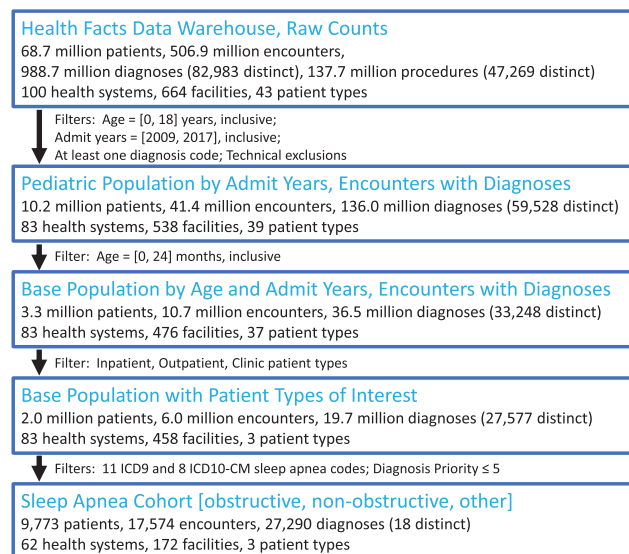 Health Facts Data Warehouse, Raw Counts
68.7 million patients, 506.9 million encounters,
988.7 million diagnoses (82,983 distinct), 137.7 million procedures (47,269 distinct)
100 health systems, 664 facilities, 43 patient types
Filters: Age = [0, 18] years, inclusive;
Admit years = [2009, 2017], inclusive;
At least one diagnosis code; Technical exclusions
Pediatric Population by Admit Years, Encounters with Diagnoses
10.2 million patients, 41.4 million encounters, 136.0 million diagnoses (59,528 distinct)
83 health systems, 538 facilities, 39 patient types
Filter: Age = [0, 24] months, inclusive
Base Population by Age and Admit Years, Encounters with Diagnoses
3.3 million patients, 10.7 million encounters, 36.5 million diagnoses (33,248 distinct)
83 health systems, 476 facilities, 37 patient types
Filter: Inpatient, Outpatient, Clinic patient types
Base Population with Patient Types of Interest
2.0 million patients, 6.0 million encounters, 19.7 million diagnoses (27,577 distinct)
83 health systems, 458 facilities, 3 patient types
Filters: 11 ICD9 and 8 ICD10-CM sleep apnea codes; Diagnosis Priority ≤ 5
Sleep Apnea Cohort [obstructive, non-obstructive, other]
9,773 patients, 17,574 encounters, 27,290 diagnoses (18 distinct)
62 health systems, 172 facilities, 3 patient types